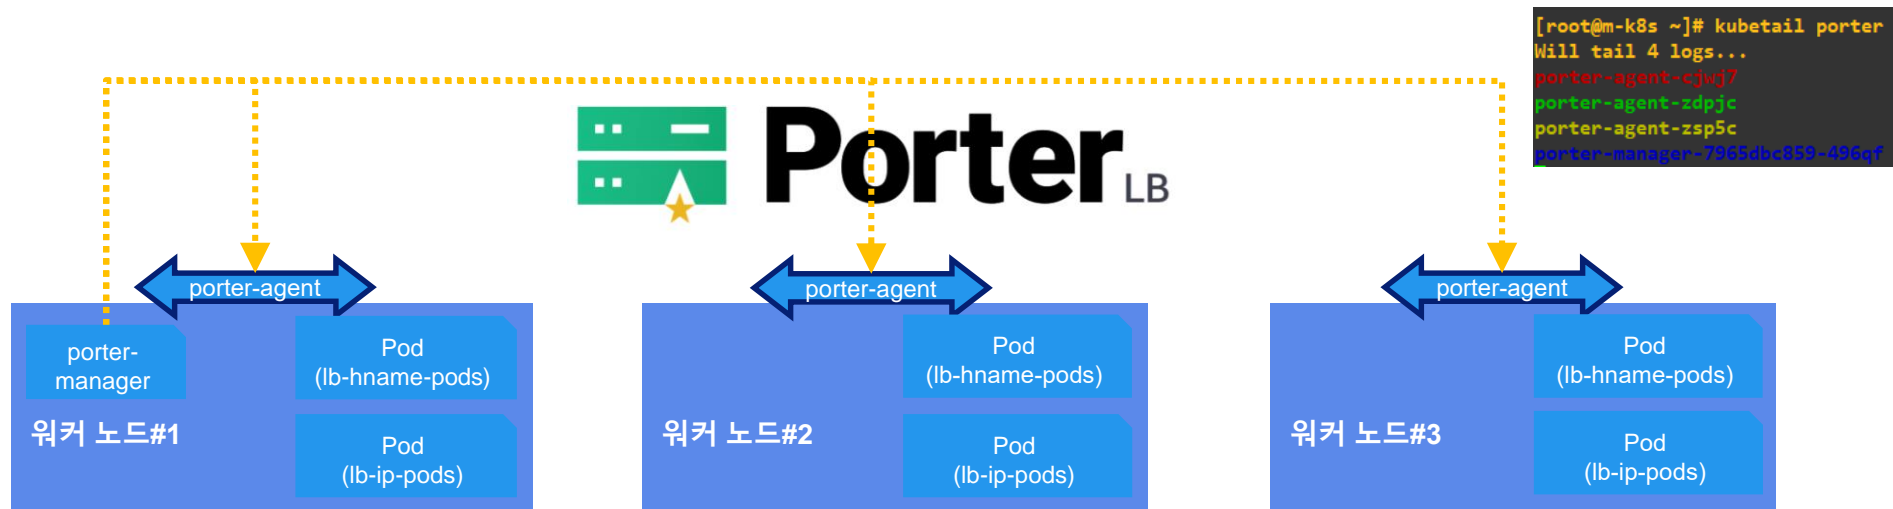 [root@m-k8s ~]# kubetail porter
Will tail 4 logs...
porter-agent-cjwj7
porter-agent-zdpjc
porter-agent-zsp5c
porter-manager-7965dbc859-496qf
Porter LB
porter-agent
porter-agent
porter-agent
porter-
manager
Pod
(lb-hname-pods)
워커 노드#1
Pod
(lb-ip-pods)
Pod
(lb-hname-pods)
워커 노드#2
Pod
(lb-ip-pods)
Pod
(lb-hname-pods)
워커 노드#3
Pod
(lb-ip-pods)